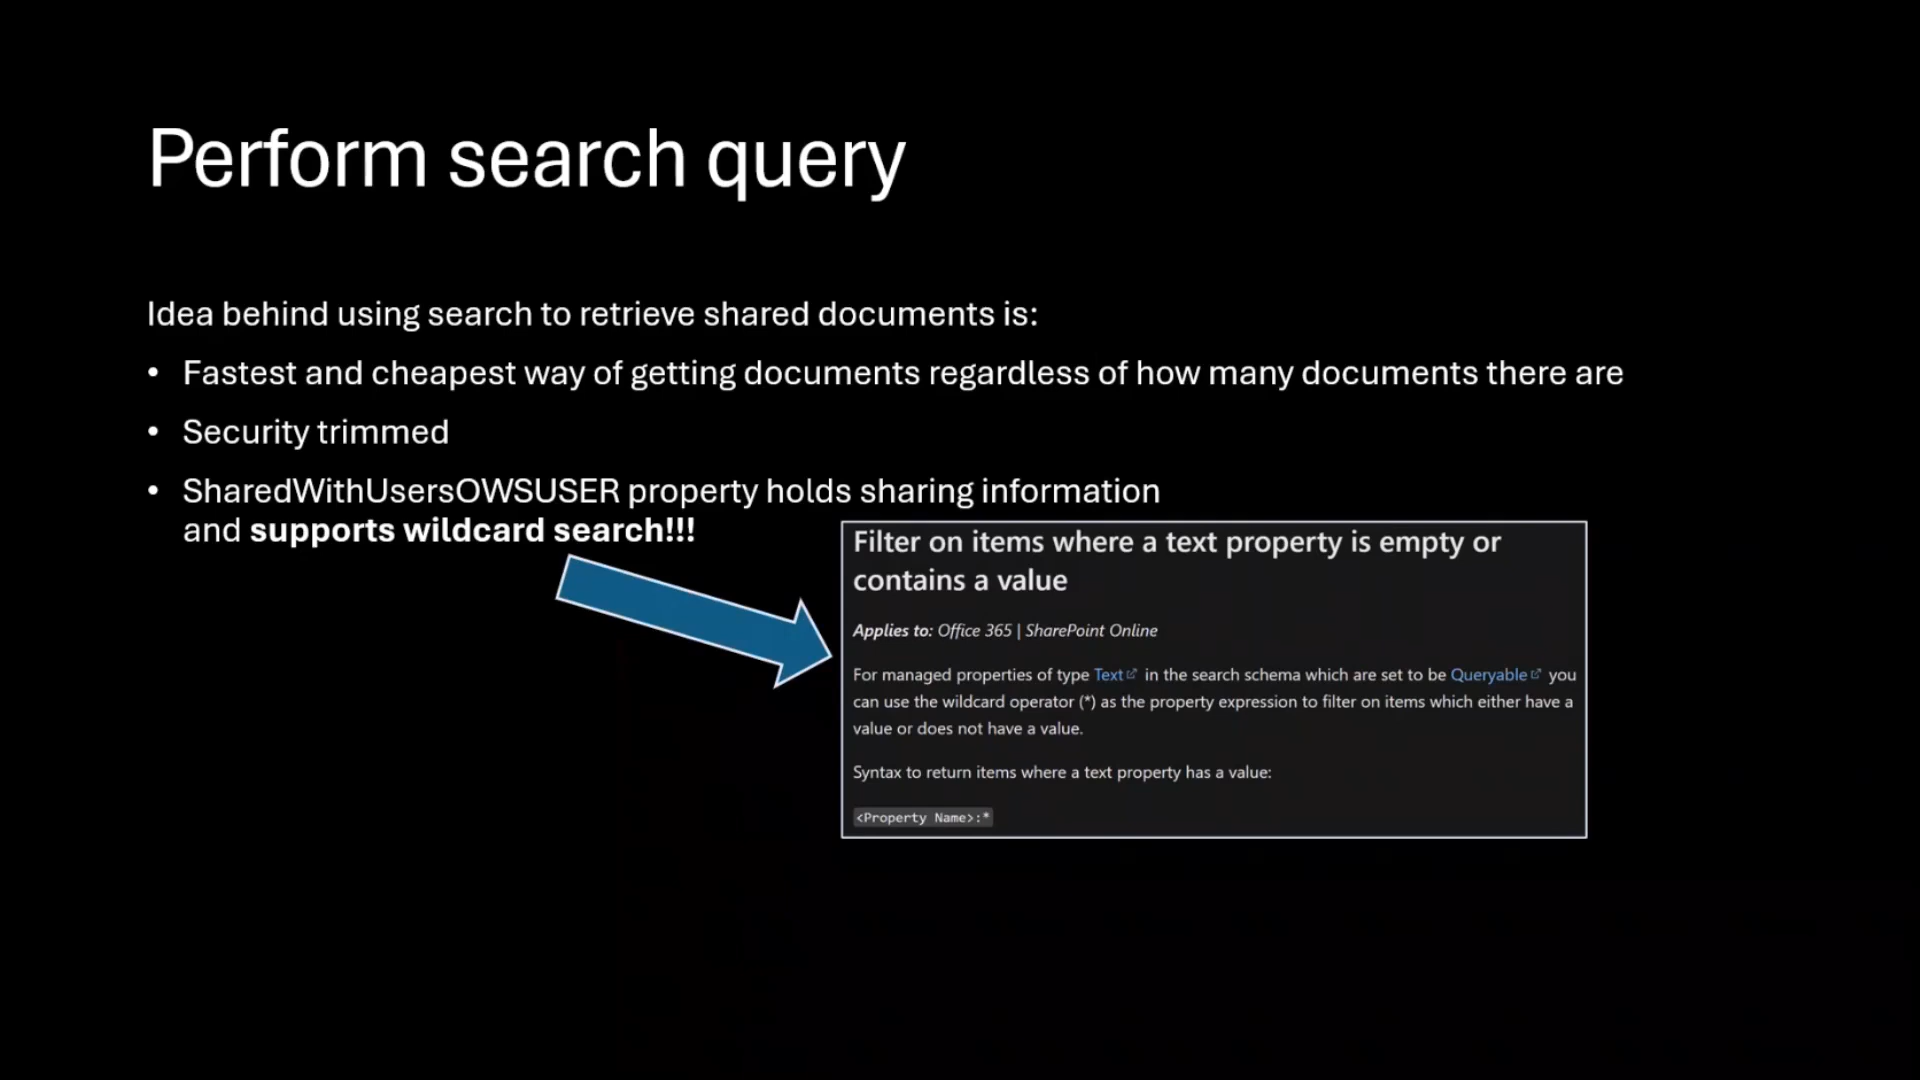 Perform search query
Idea behind using search to retrieve shared documents is:
• Fastest and cheapest way of getting documents regardless of how many documents there are
• Security trimmed
• SharedWithUsersOWSUSER property holds sharing information
and supports wildcard search!!!
Filter on items where a text property is empty or
contains a value
Applies to: Office 365 | SharePoint Online
For managed properties of type Text in the search schema which are set to be Queryable you
can use the wildcard operator (*) as the property expression to filter on items which either have a
value or does not have a value.
Syntax to return items where a text property has a value:
<Property Name>:*